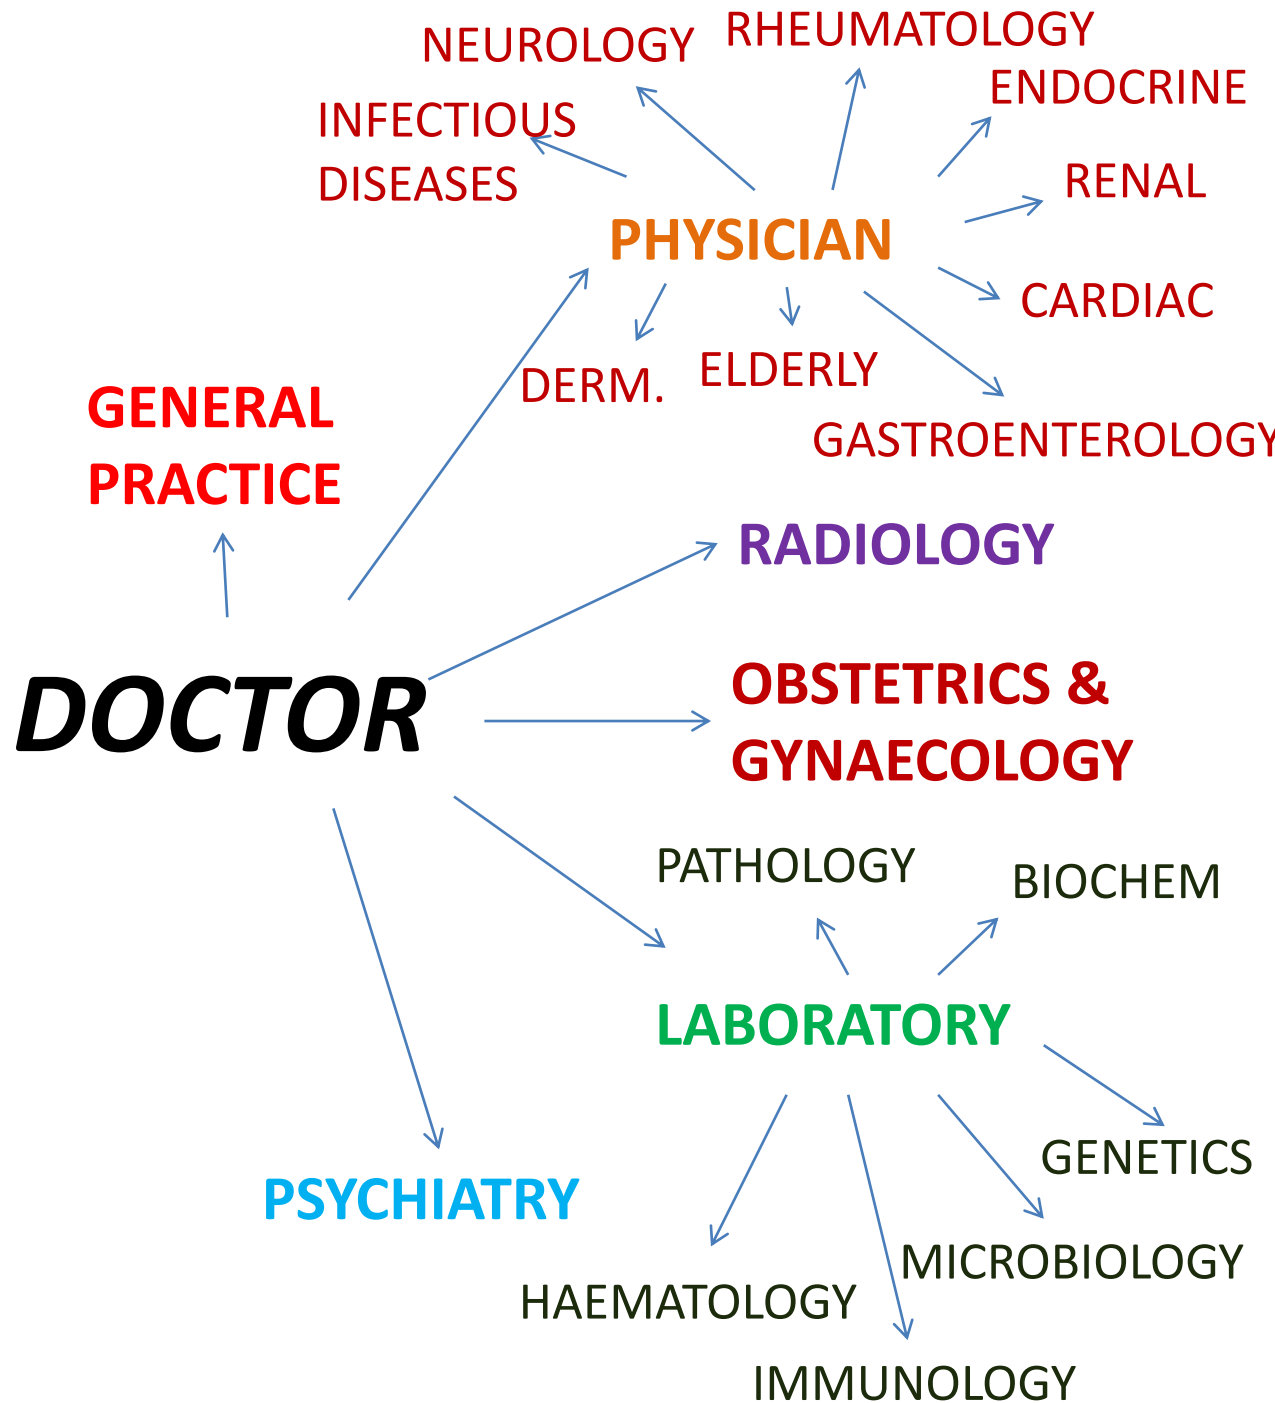 NEUROLOGY
RHEUMATOLOGY
ENDOCRINE
INFECTIOUS
DISEASES
RENAL
PHYSICIAN
CARDIAC
DERM.
ELDERLY
GASTROENTEROLOGY
GENERAL
PRACTICE
RADIOLOGY
DOCTOR
OBSTETRICS &
GYNAECOLOGY
PATHOLOGY
BIOCHEM
LABORATORY
GENETICS
PSYCHIATRY
MICROBIOLOGY
HAEMATOLOGY
IMMUNOLOGY